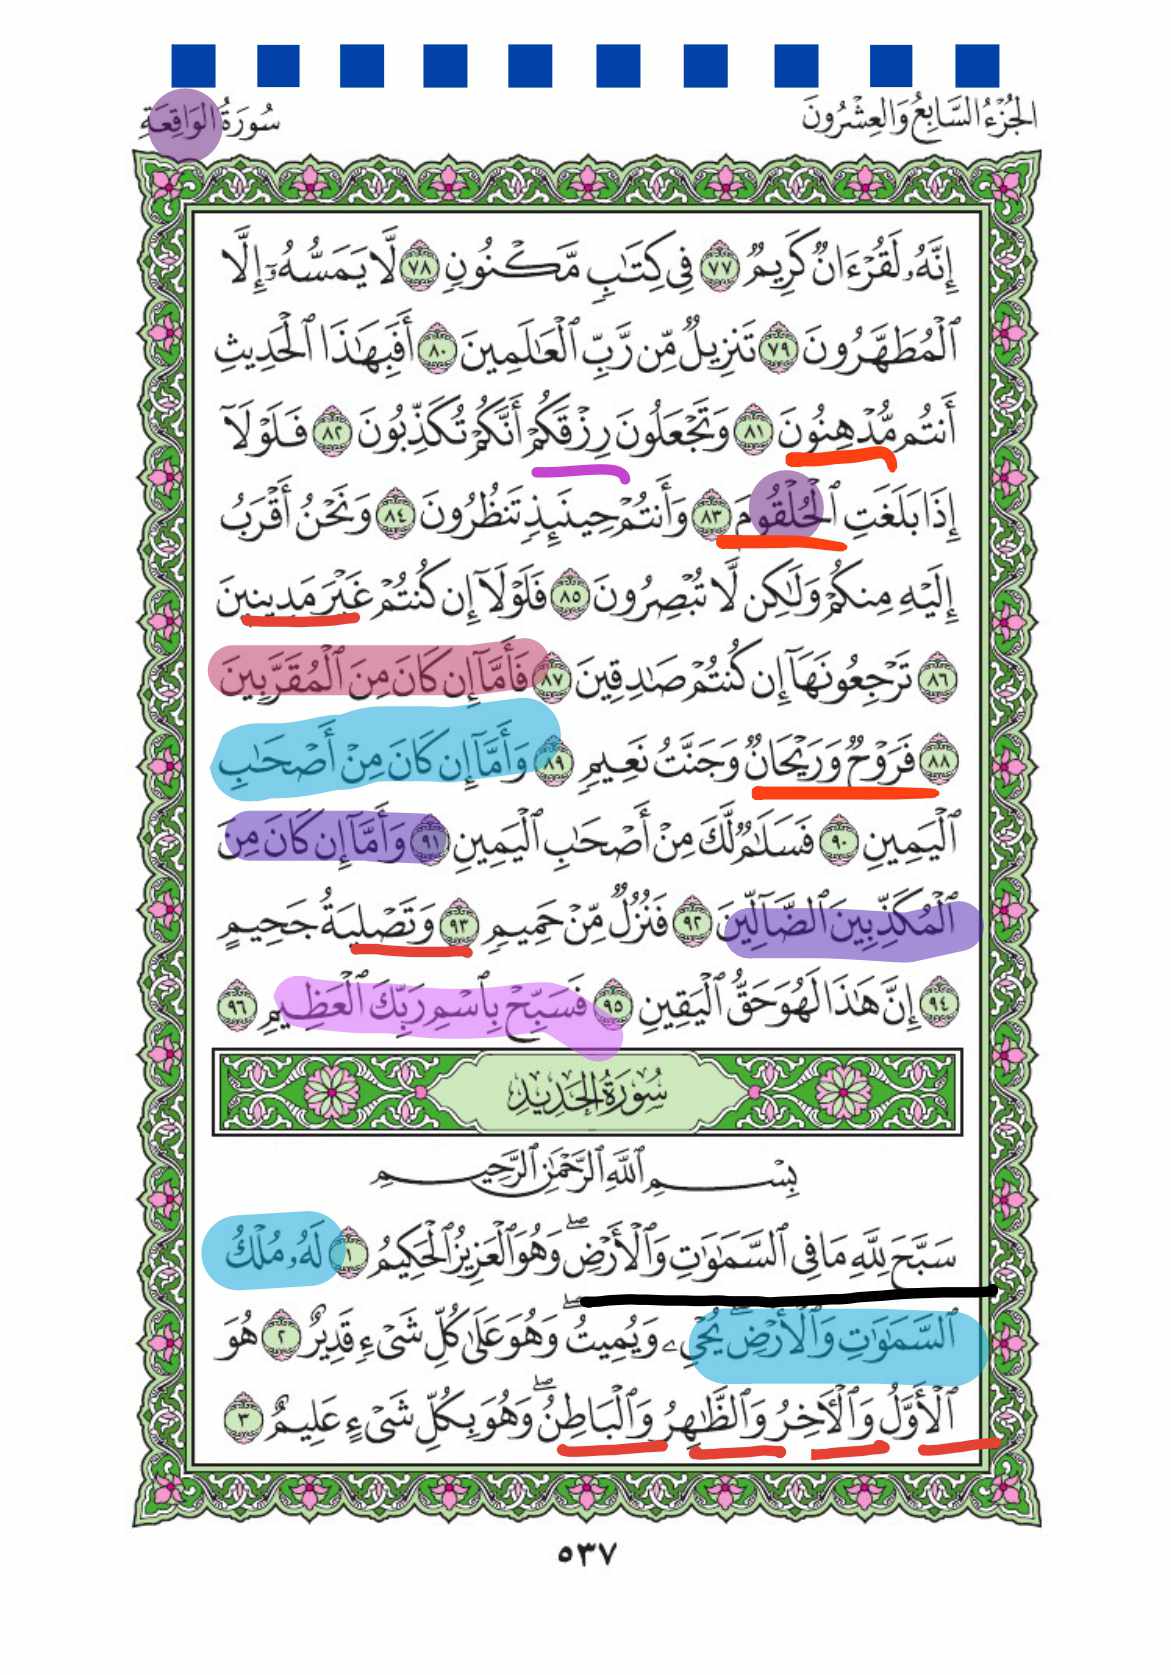 الجُزْءُ السَّابِعُ وَالعِشْرُونَ
سُورَةُ الوَاقِعَةِ
إِنَّهُۥ لَقُرْءَانٌ كَرِيمٌ ٧٧ فِى كِتَـٰبٍ مَّكْنُونٍ ٧٨ لَّا يَمَسُّهُۥٓ إِلَّا
ٱلْمُطَهَّرُونَ ٧٩ تَنزِيلٌ مِّن رَّبِّ ٱلْعَـٰلَمِينَ ٨٠ أَفَبِهَـٰذَا ٱلْحَدِيثِ
أَنتُم مُّدْهِنُونَ ٨١ وَتَجْعَلُونَ رِزْقَكُمْ أَنَّكُمْ تُكَذِّبُونَ ٨٢ فَلَوْلَآ
إِذَا بَلَغَتِ ٱلْحُلْقُومَ ٨٣ وَأَنتُمْ حِينَئِذٍ تَنظُرُونَ ٨٤ وَنَحْنُ أَقْرَبُ
إِلَيْهِ مِنكُمْ وَلَـٰكِن لَّا تُبْصِرُونَ ٨٥ فَلَوْلَآ إِن كُنتُمْ غَيْرَ مَدِينِينَ
٨٦ تَرْجِعُونَهَآ إِن كُنتُمْ صَـٰدِقِينَ ٨٧ فَأَمَّآ إِن كَانَ مِنَ ٱلْمُقَرَّبِينَ
٨٨ فَرَوْحٌ وَرَيْحَانٌ وَجَنَّتُ نَعِيمٍ ٨٩ وَأَمَّآ إِن كَانَ مِنْ أَصْحَـٰبِ
ٱلْيَمِينِ ٩٠ فَسَلَـٰمٌ لَّكَ مِنْ أَصْحَـٰبِ ٱلْيَمِينِ ٩١ وَأَمَّآ إِن كَانَ مِنَ
ٱلْمُكَذِّبِينَ ٱلضَّآلِّينَ ٩٢ فَنُزُلٌ مِّنْ حَمِيمٍ ٩٣ وَتَصْلِيَةُ جَحِيمٍ
٩٤ إِنَّ هَـٰذَا لَهُوَ حَقُّ ٱلْيَقِينِ ٩٥ فَسَبِّحْ بِٱسْمِ رَبِّكَ ٱلْعَظِيمِ ٩٦
سُورَةُ الحَدِيدِ
بِسْمِ ٱللَّهِ ٱلرَّحْمَـٰنِ ٱلرَّحِيمِ
سَبَّحَ لِلَّهِ مَا فِى ٱلسَّمَـٰوَٰتِ وَٱلْأَرْضِ ۖ وَهُوَ ٱلْعَزِيزُ ٱلْحَكِيمُ ١ لَهُۥ مُلْكُ
ٱلسَّمَـٰوَٰتِ وَٱلْأَرْضِ ۖ يُحْىِۦ وَيُمِيتُ ۖ وَهُوَ عَلَىٰ كُلِّ شَىْءٍ قَدِيرٌ ٢ هُوَ
ٱلْأَوَّلُ وَٱلْـَٔاخِرُ وَٱلظَّـٰهِرُ وَٱلْبَاطِنُ ۖ وَهُوَ بِكُلِّ شَىْءٍ عَلِيمٌ ٣
٥٣٧